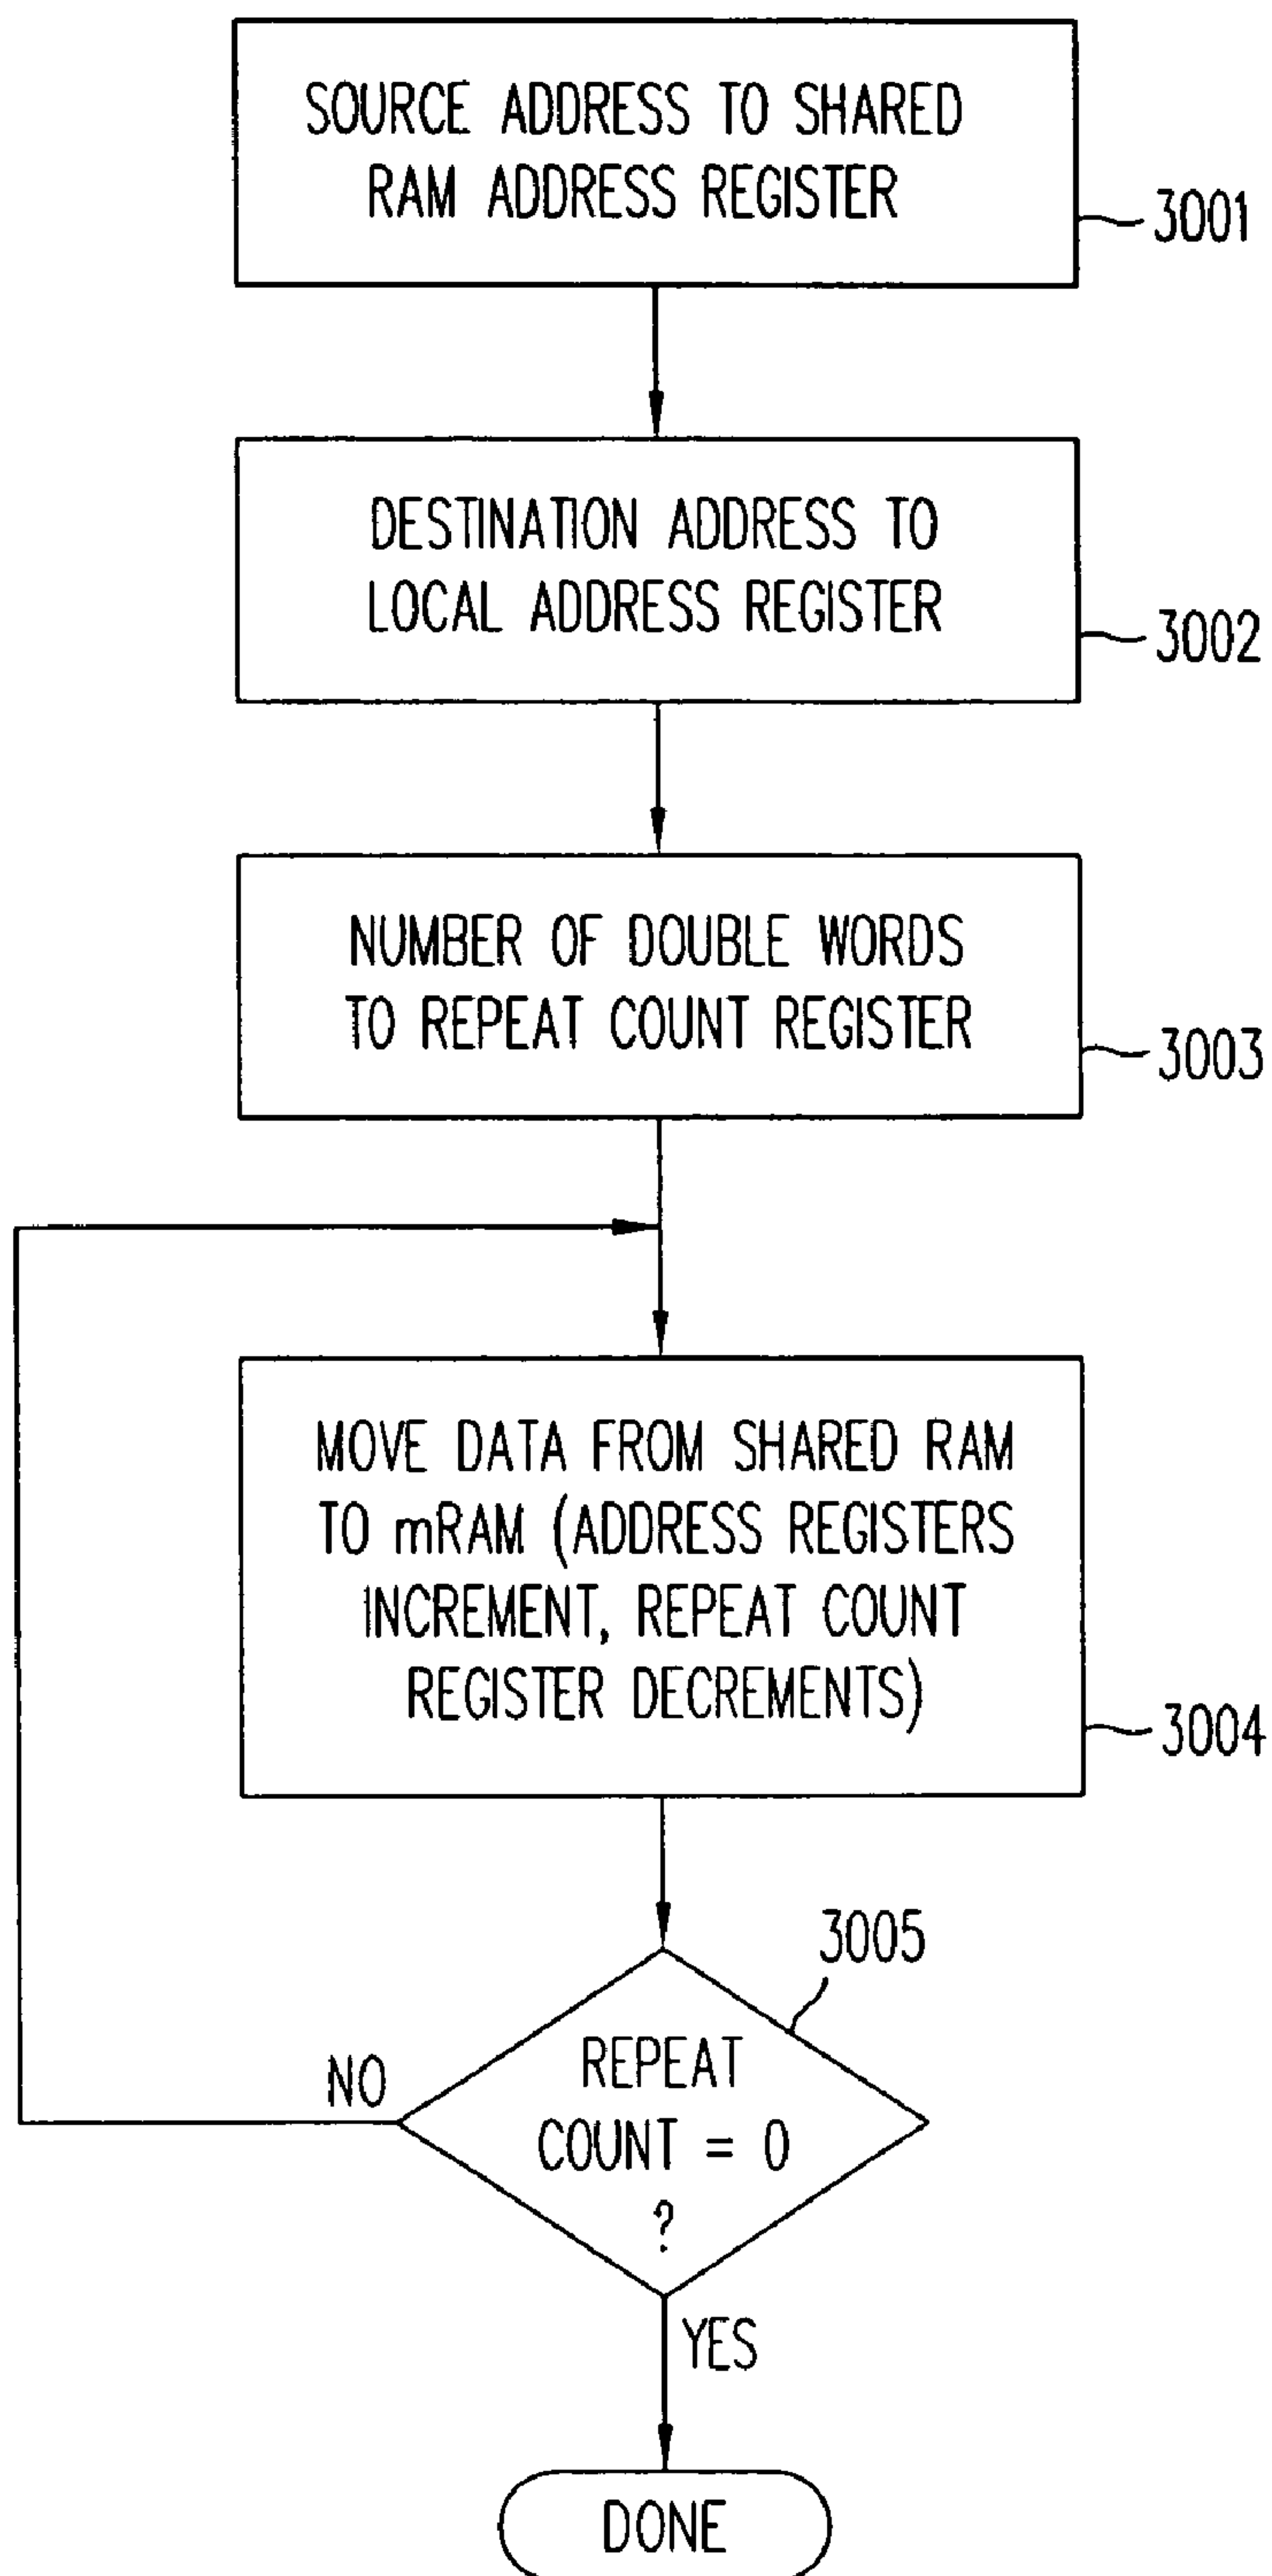 SOURCE ADDRESS TO SHARED
RAM ADDRESS REGISTER
3001
DESTINATION ADDRESS TO
LOCAL ADDRESS REGISTER
3002
NUMBER OF DOUBLE WORDS
TO REPEAT COUNT REGISTER
3003
MOVE DATA FROM SHARED RAM
TO mRAM (ADDRESS REGISTERS
INCREMENT, REPEAT COUNT
REGISTER DECREMENTS)
3004
3005
REPEAT
COUNT = 0
?
NO
YES
DONE